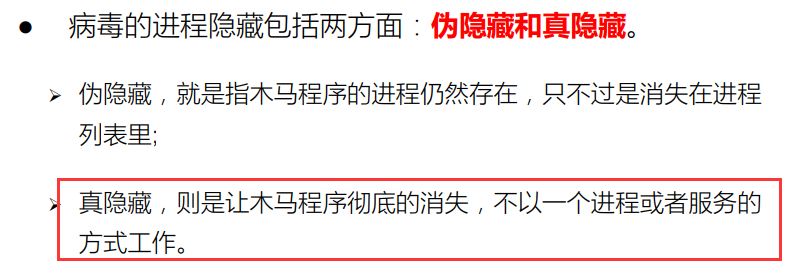 ● 病毒的进程隐藏包括两方面：伪隐藏和真隐藏。
➢ 伪隐藏，就是指木马程序的进程仍然存在，只不过是消失在进程
列表里;
➢ 真隐藏，则是让木马程序彻底的消失，不以一个进程或者服务的
方式工作。